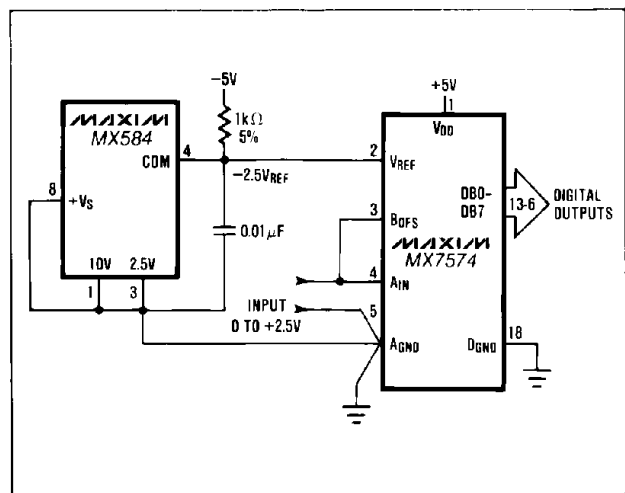 MAXIM
MX584
COM
4
8
+VS
10V
2.5V
1
3
−5V
1kΩ
5%
−2.5VREF
0.01µF
INPUT
0 TO +2.5V
+5V
1
VDD
2
VREF
3
BOFS
MAXIM
MX7574
4
AIN
5
AGND
DB0-
DB7
13-6
DIGITAL
OUTPUTS
18
DGND